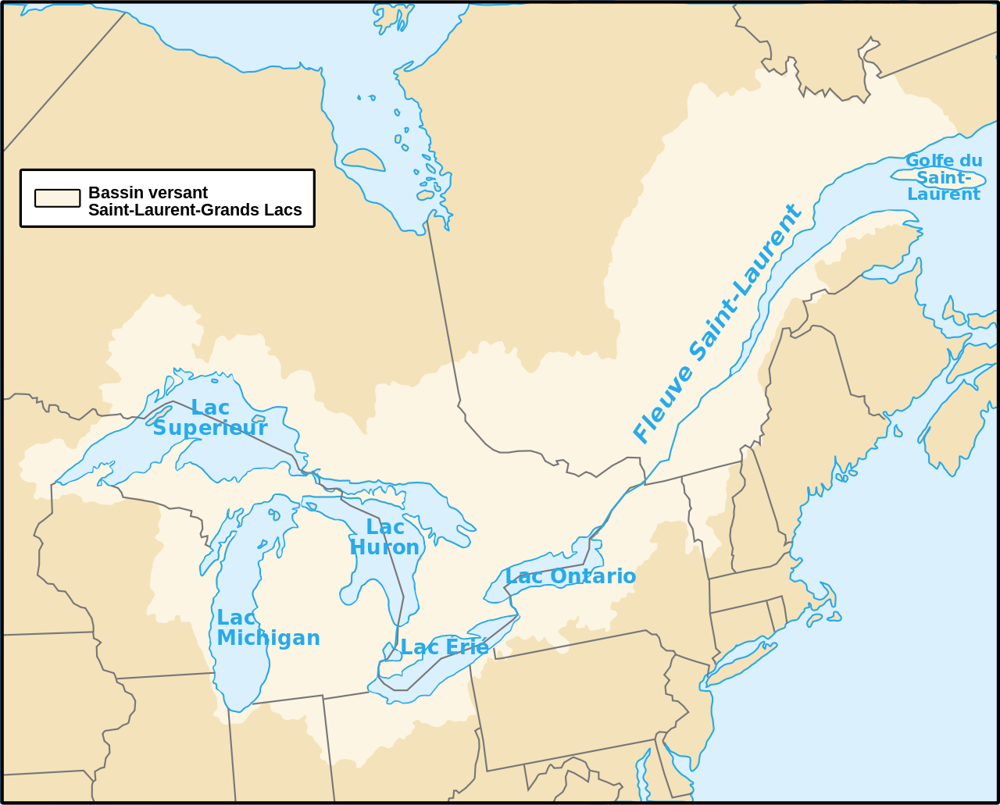 Golfe du
Saint-
Laurent
Bassin versant
Saint-Laurent-Grands Lacs
Fleuve Saint-Laurent
Lac
Superieur
Lac
Huron
Lac Ontario
Lac
Michigan
Lac Érié